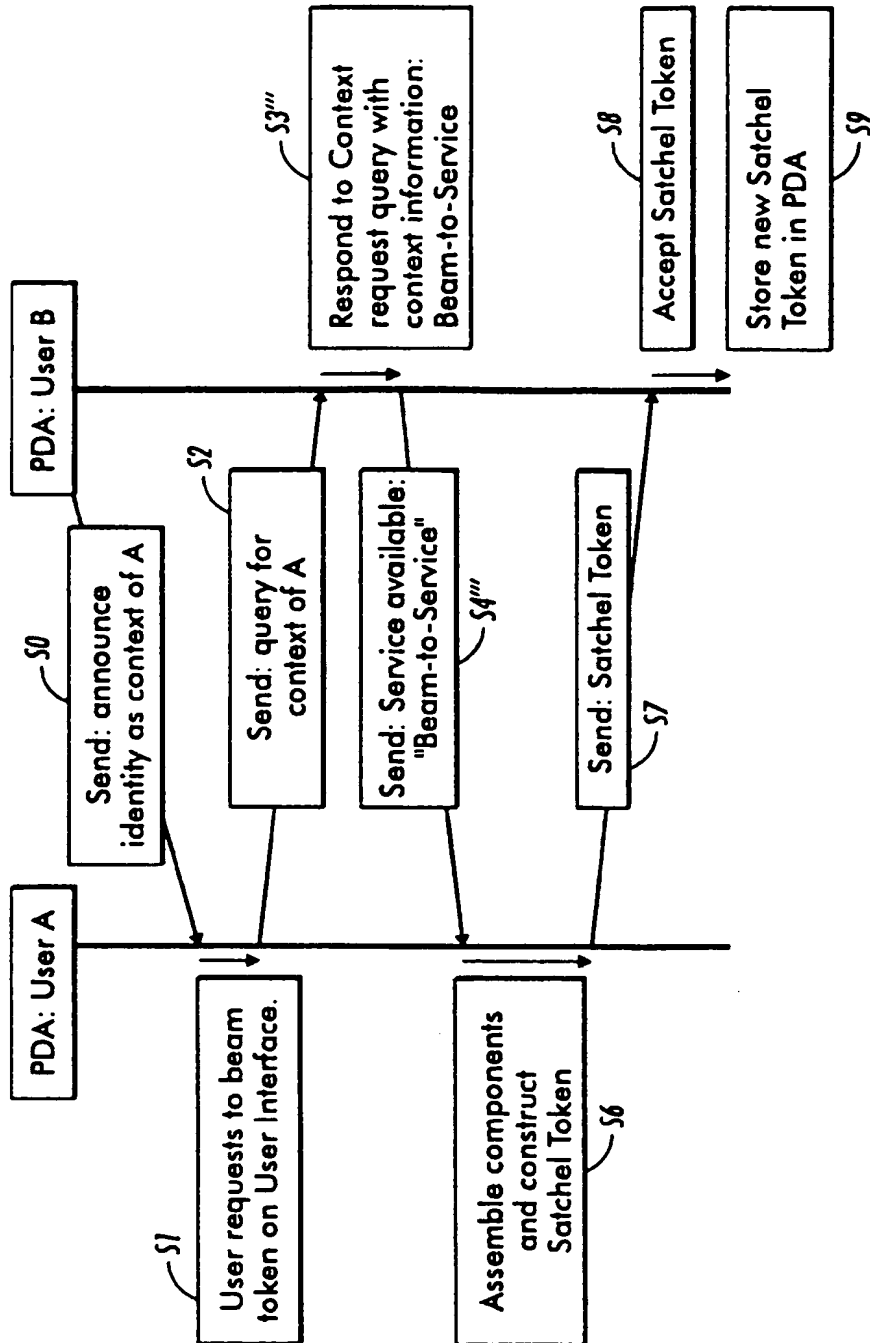 PDA: User A
PDA: User B
S0
Send: announce
identity as context of A
S1
User requests to beam
token on User Interface.
S2
Send: query for
context of A
S3'''
Respond to Context
request query with
context information:
Beam-to-Service
Send: Service available:
"Beam-to-Service"
S4'''
Assemble components
and construct
Satchel Token
S6
Send: Satchel Token
S7
S8
Accept Satchel Token
Store new Satchel
Token in PDA
S9